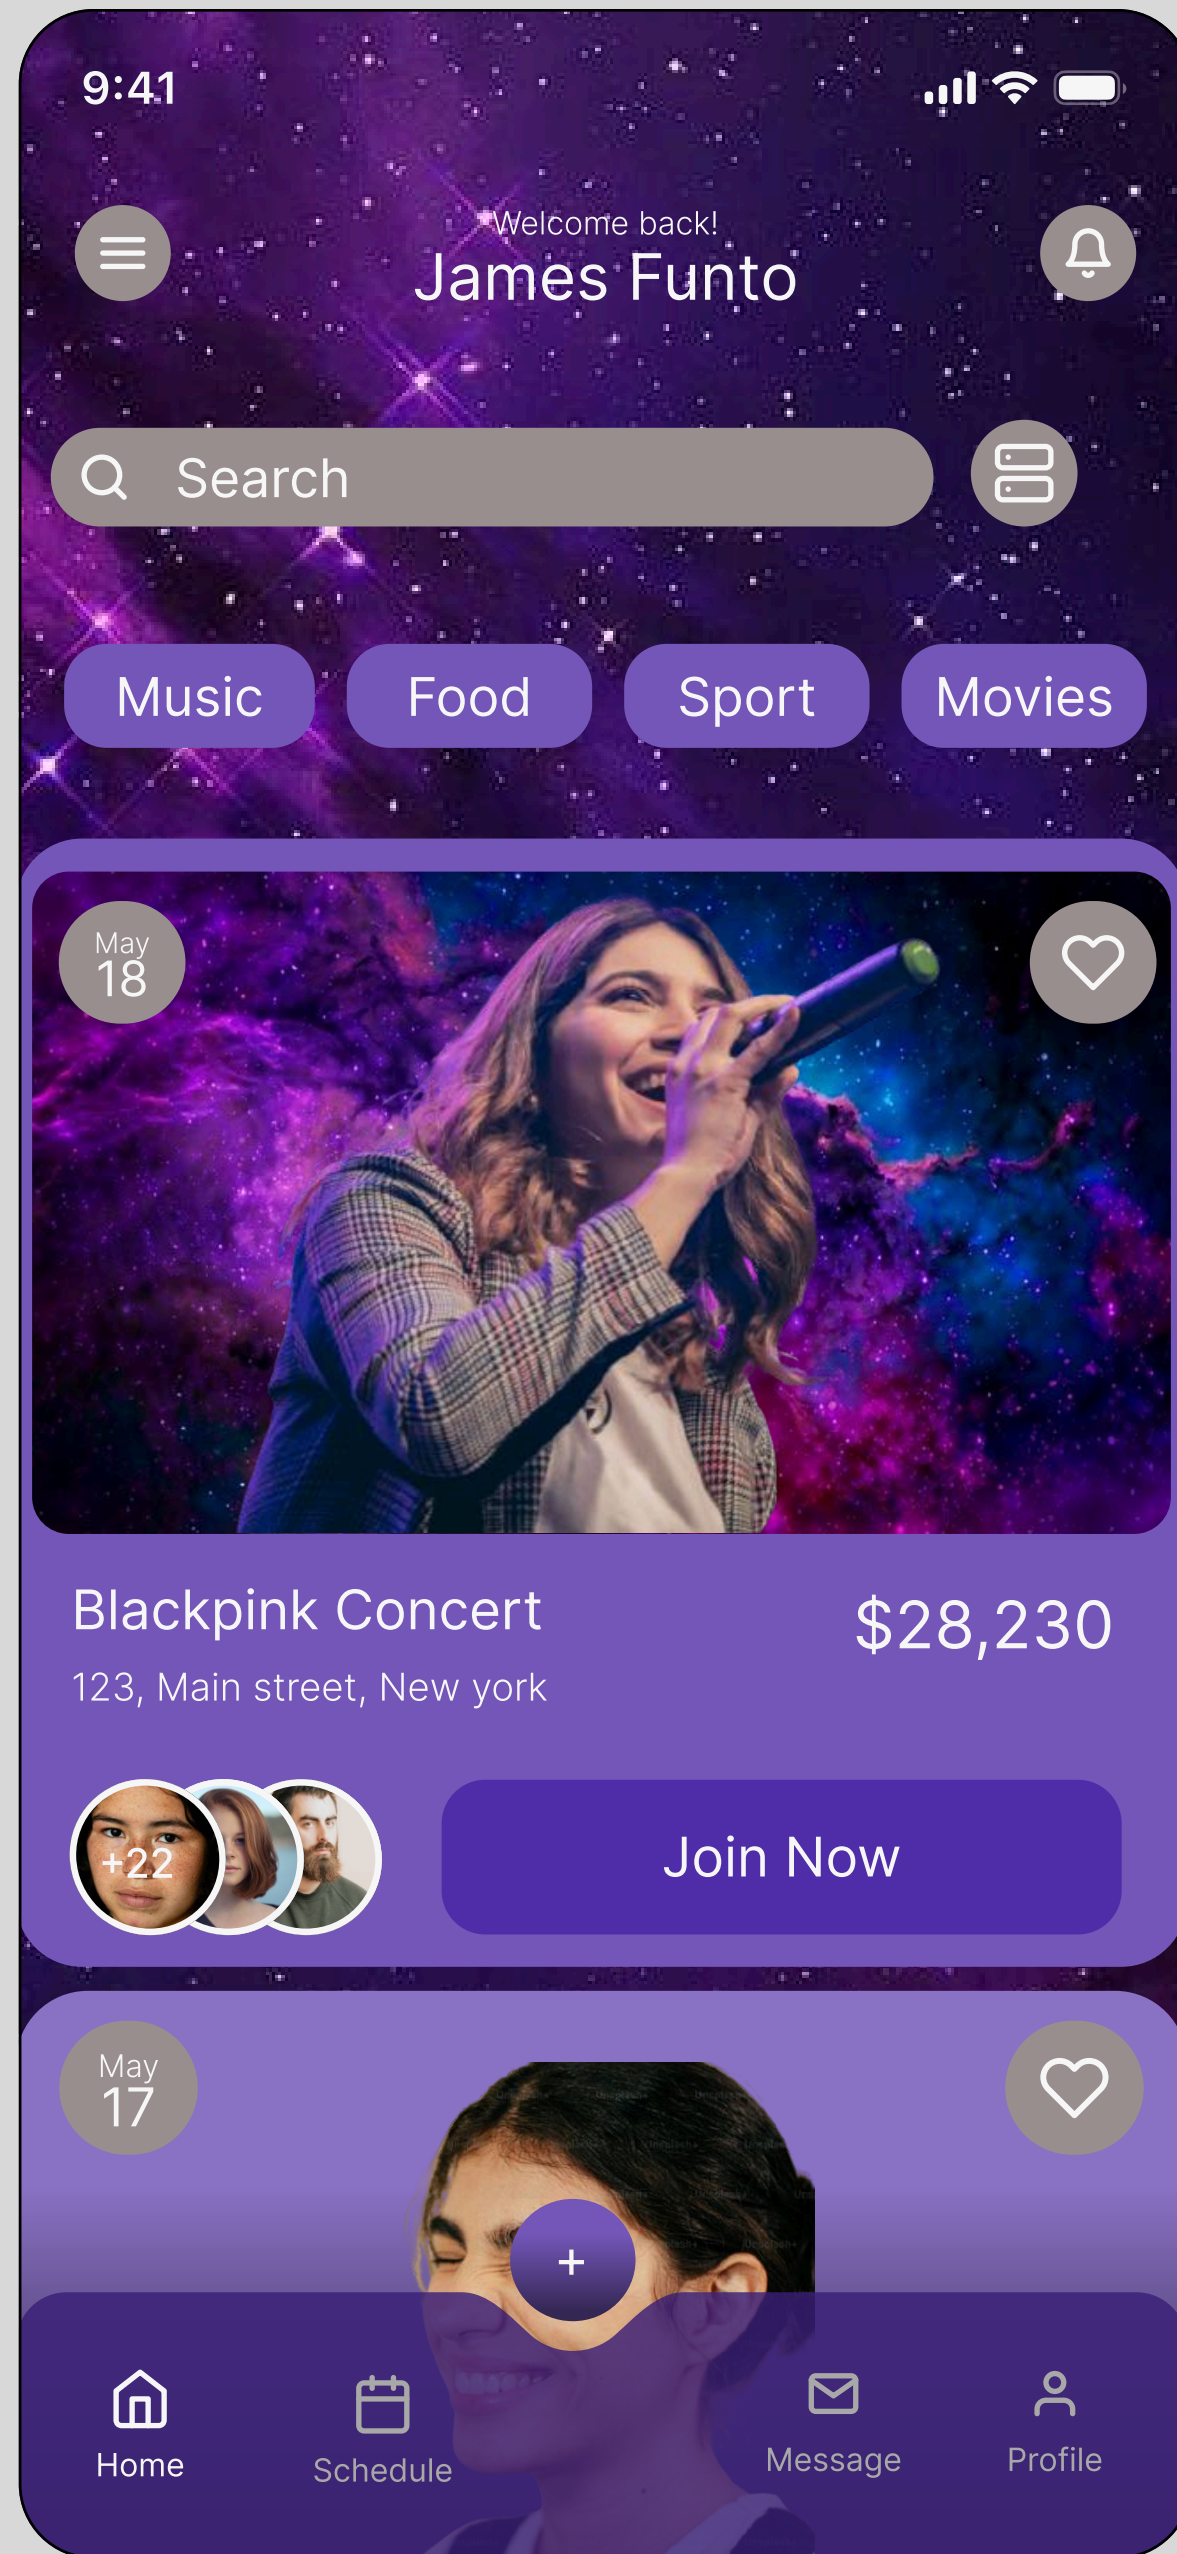 9:41
Welcome back!
James Funto
Search
Music Food Sport Movies
May
18
Blackpink Concert
$28,230
123, Main street, New york
+22
Join Now
May
17
Unsplash+
+
Home Schedule Message Profile